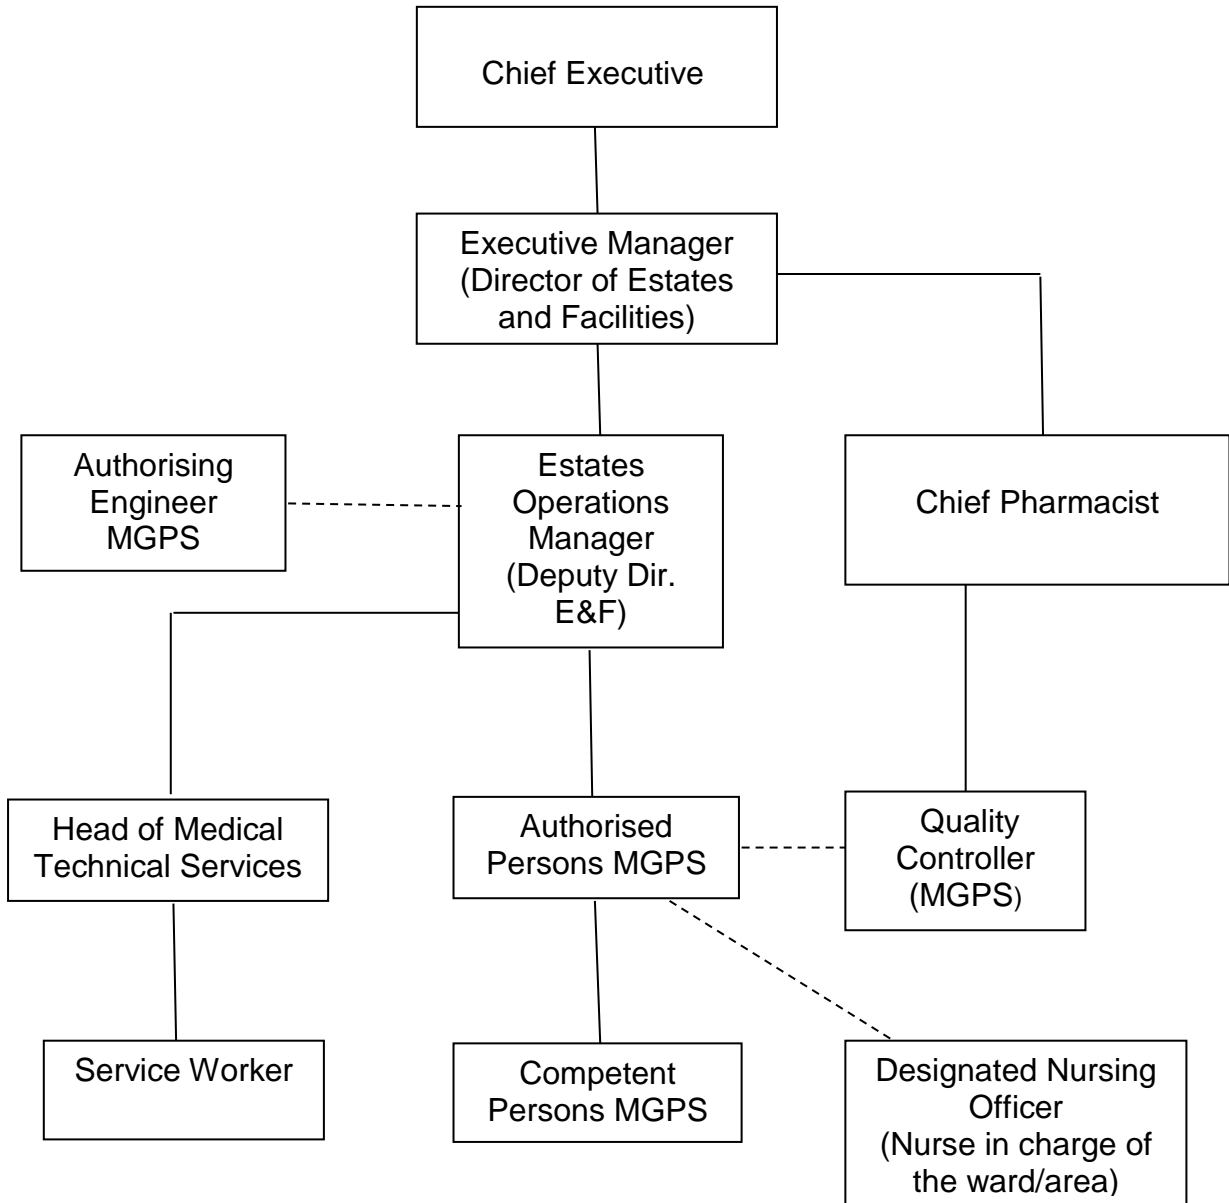 Chief Executive
Executive Manager
(Director of Estates
and Facilities)
Authorising
Engineer
MGPS
Estates
Operations
Manager
(Deputy Dir.
E&F)
Chief Pharmacist
Head of Medical
Technical Services
Authorised
Persons MGPS
Quality
Controller
(MGPS)
Service Worker
Competent
Persons MGPS
Designated Nursing
Officer
(Nurse in charge of
the ward/area)